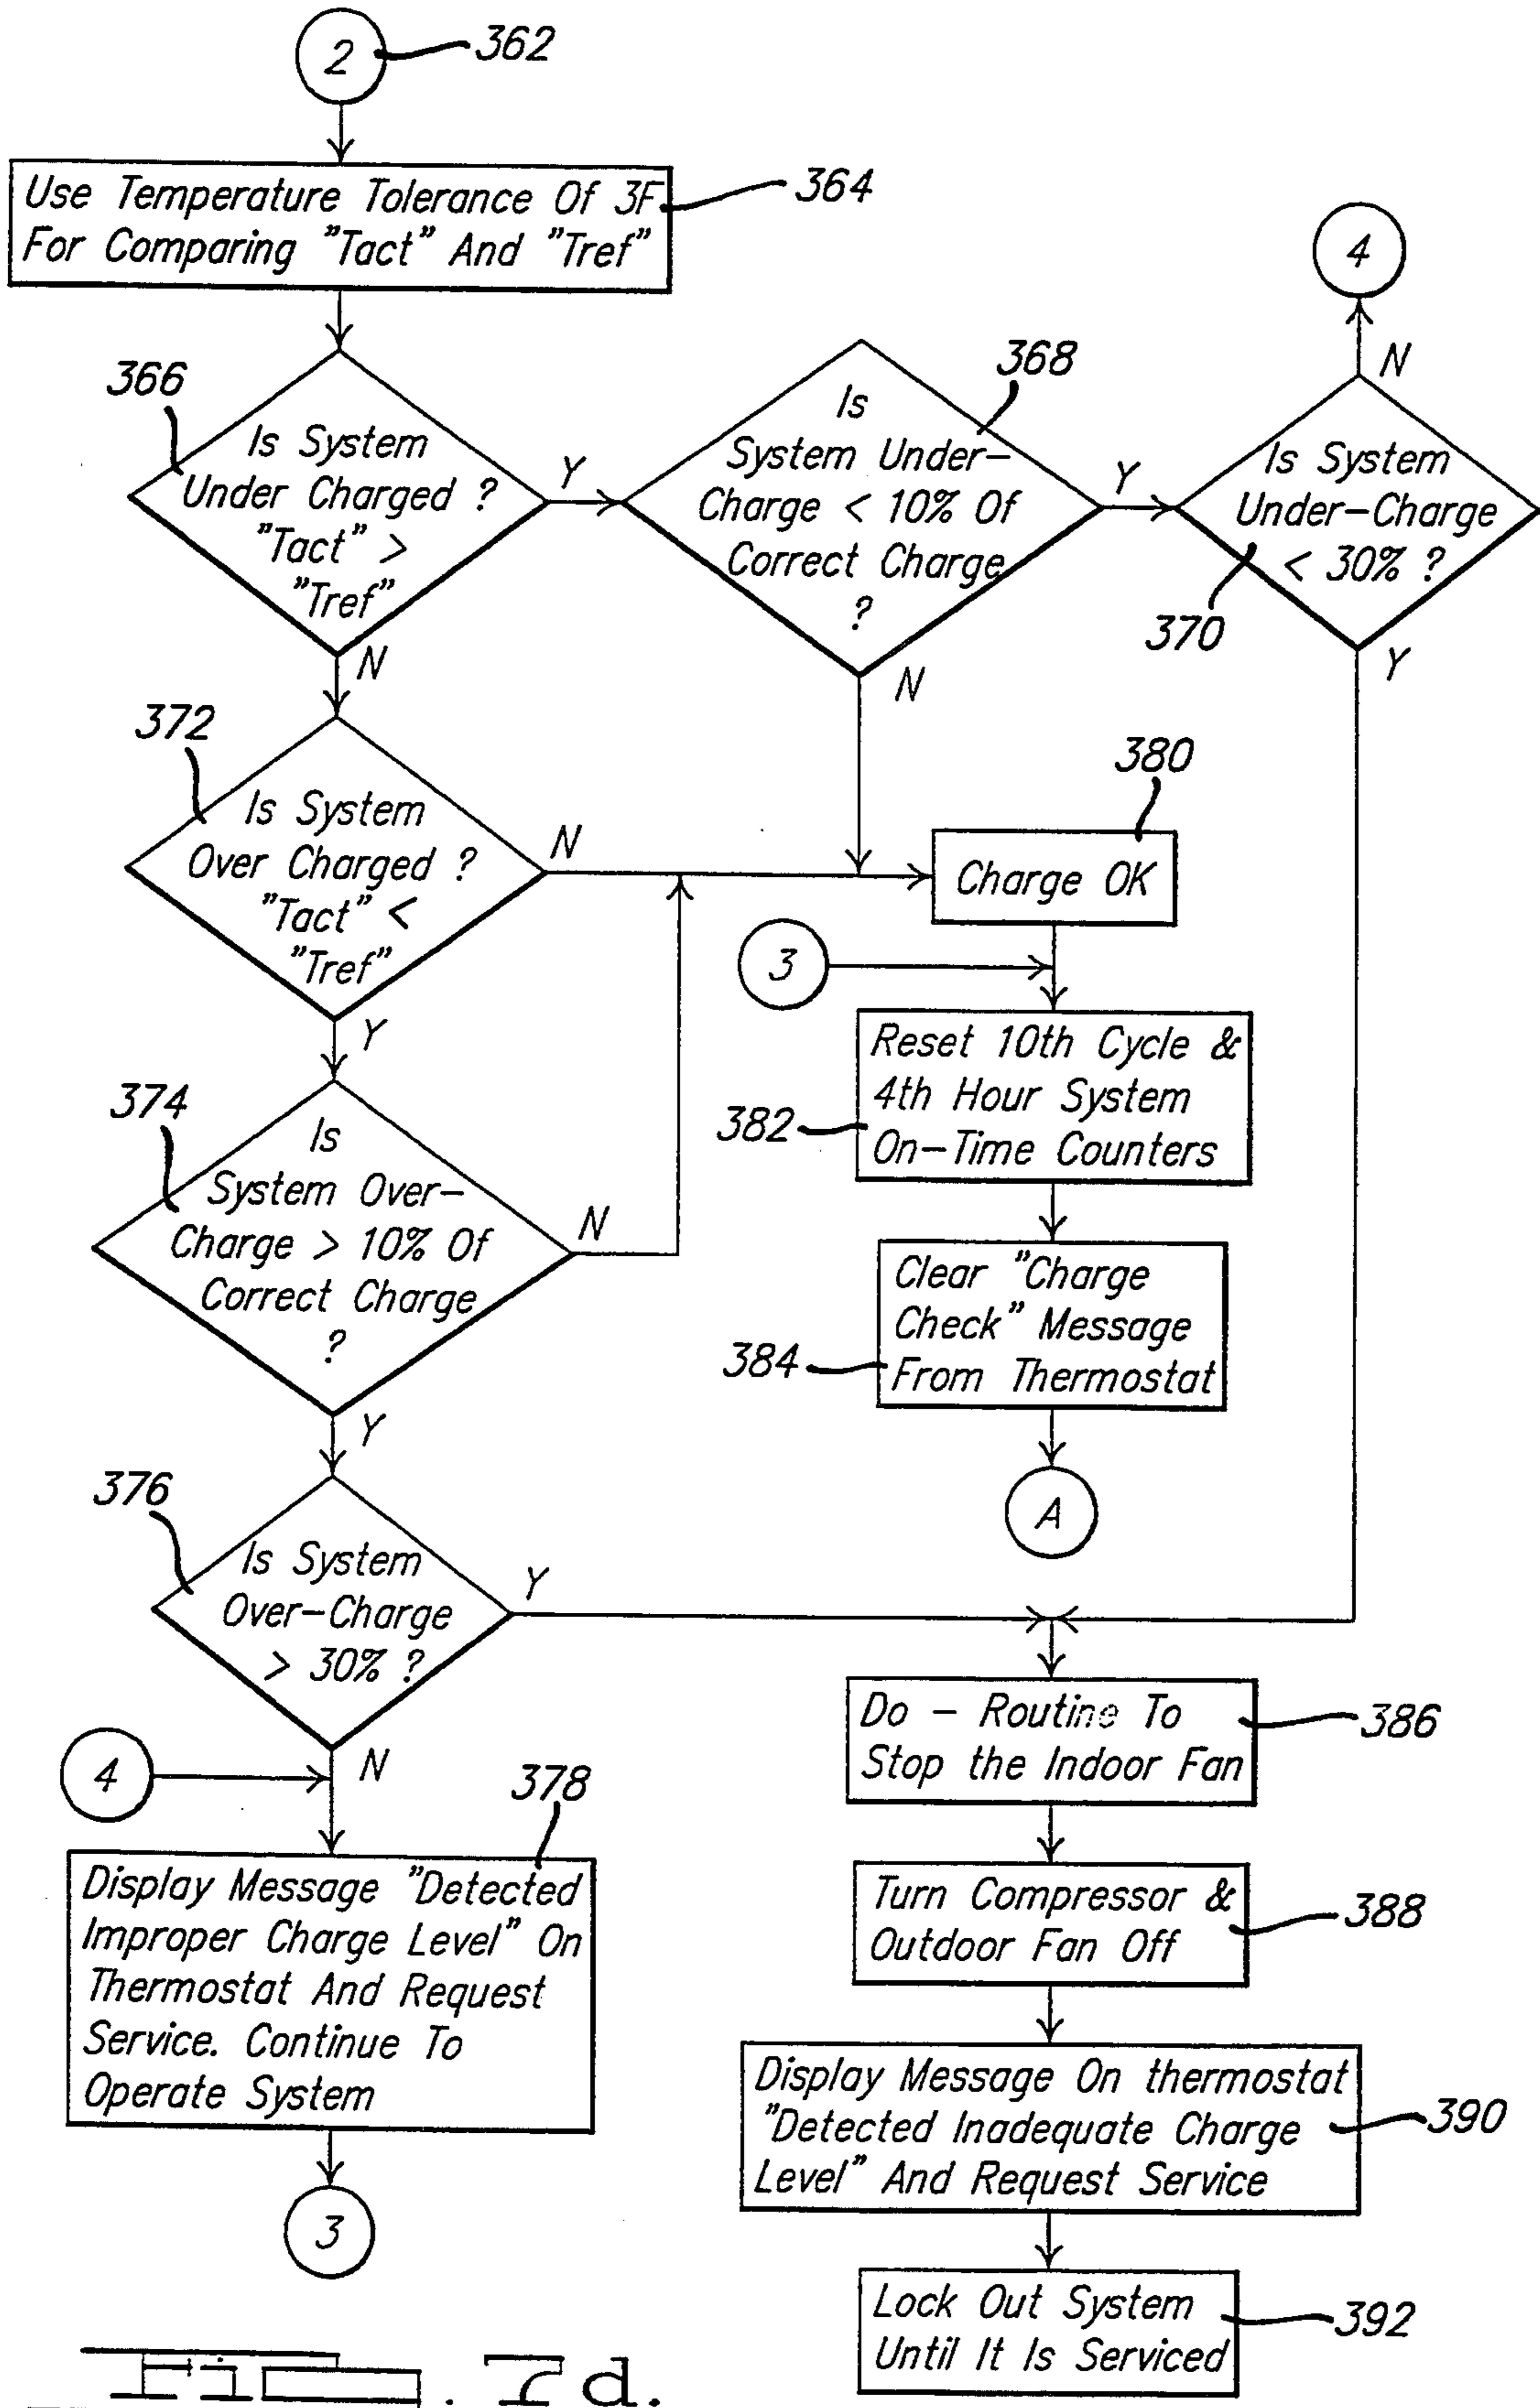 2
362
Use Temperature Tolerance Of 3F
For Comparing "Tact" And "Tref"
364
4
N
366
Is System
Under Charged ?
"Tact" >
"Tref"
Y
N
368
Is
System Under-
Charge < 10% Of
Correct Charge
?
Y
N
Is System
Under-Charge
< 30% ?
370
Y
372
Is System
Over Charged ?
"Tact" <
"Tref"
N
Y
380
Charge OK
3
Reset 10th Cycle &
4th Hour System
On-Time Counters
382
374
Is
System Over-
Charge > 10% Of
Correct Charge
?
N
Y
Clear "Charge
Check" Message
From Thermostat
384
A
376
Is System
Over-Charge
> 30% ?
Y
N
4
378
Display Message "Detected
Improper Charge Level" On
Thermostat And Request
Service. Continue To
Operate System
3
Do - Routine To
Stop the Indoor Fan
386
Turn Compressor &
Outdoor Fan Off
388
Display Message On thermostat
"Detected Inadequate Charge
Level" And Request Service
390
Lock Out System
Until It Is Serviced
392
FIG. 7d.